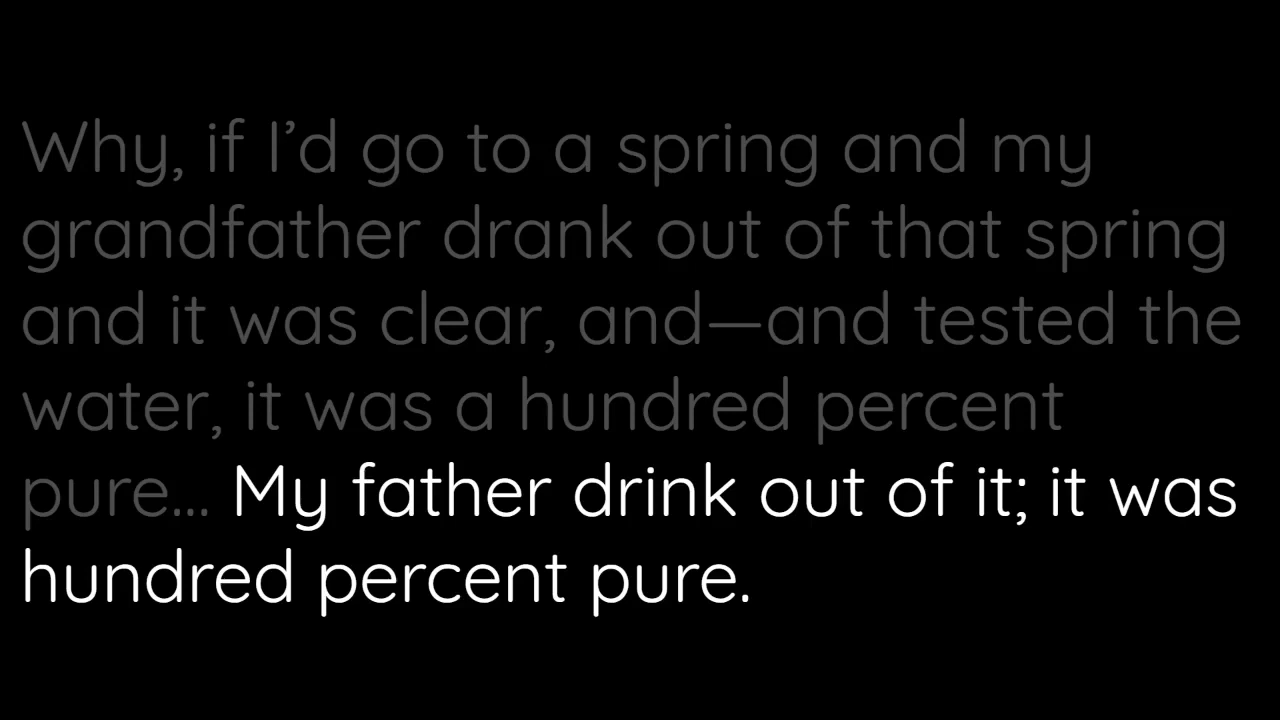 Why, if I’d go to a spring and my
grandfather drank out of that spring
and it was clear, and—and tested the
water, it was a hundred percent
pure... My father drink out of it; it was
hundred percent pure.